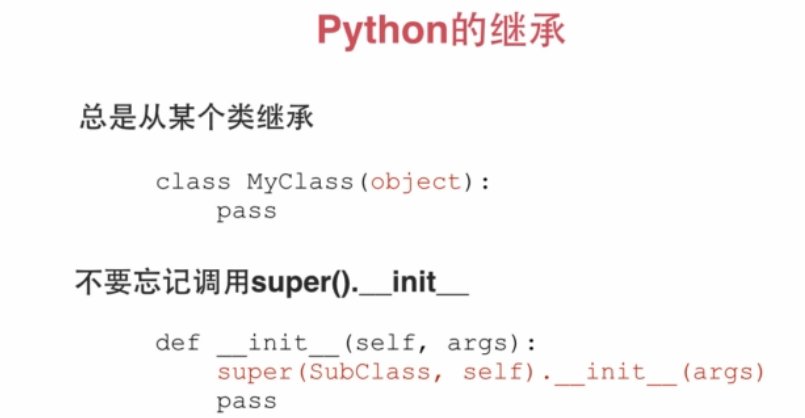 Python的继承
总是从某个类继承
class MyClass(object):
    pass
不要忘记调用super().__init__
def __init__(self, args):
    super(SubClass, self).__init__(args)
    pass